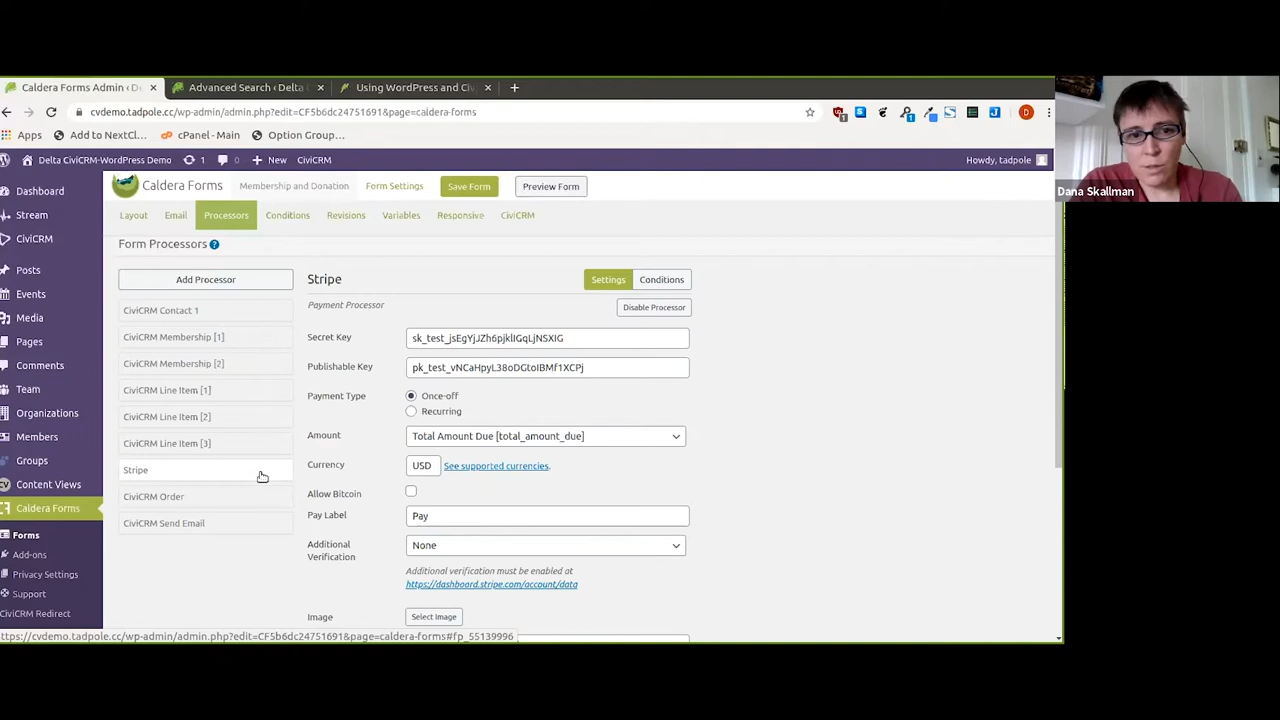 Caldera Forms Admin ‹ De
Advanced Search ‹ Delta
Using WordPress and Civ
cvdemo.tadpole.cc/wp-admin/admin.php?edit=CF5b6dc24751691&page=caldera-forms
Apps
Add to NextCl...
cPanel - Main
Option Group...
Delta CiviCRM-WordPress Demo
1
0
New
CiviCRM
Howdy, tadpole
Dana Skallman
Caldera Forms
Membership and Donation
Form Settings
Save Form
Preview Form
Layout
Email
Processors
Conditions
Revisions
Variables
Responsive
CiviCRM
Dashboard
Stream
CiviCRM
Posts
Events
Media
Pages
Comments
Team
Organizations
Members
Groups
Content Views
Caldera Forms
Forms
Add-ons
Privacy Settings
Support
CiviCRM Redirect
Form Processors
Add Processor
CiviCRM Contact 1
CiviCRM Membership [1]
CiviCRM Membership [2]
CiviCRM Line Item [1]
CiviCRM Line Item [2]
CiviCRM Line Item [3]
Stripe
CiviCRM Order
CiviCRM Send Email
Stripe
Settings
Conditions
Payment Processor
Disable Processor
Secret Key
sk_test_jsEgYjJZh6pjklIGqLjNSXIG
Publishable Key
pk_test_vNCaHpyL38oDGtoIBMf1XCPj
Payment Type
Once-off
Recurring
Amount
Total Amount Due [total_amount_due]
Currency
USD
See supported currencies.
Allow Bitcoin
Pay Label
Pay
Additional
Verification
None
Additional verification must be enabled at
https://dashboard.stripe.com/account/data
Image
Select Image
ttps://cvdemo.tadpole.cc/wp-admin/admin.php?edit=CF5b6dc24751691&page=caldera-forms#fp_55139996